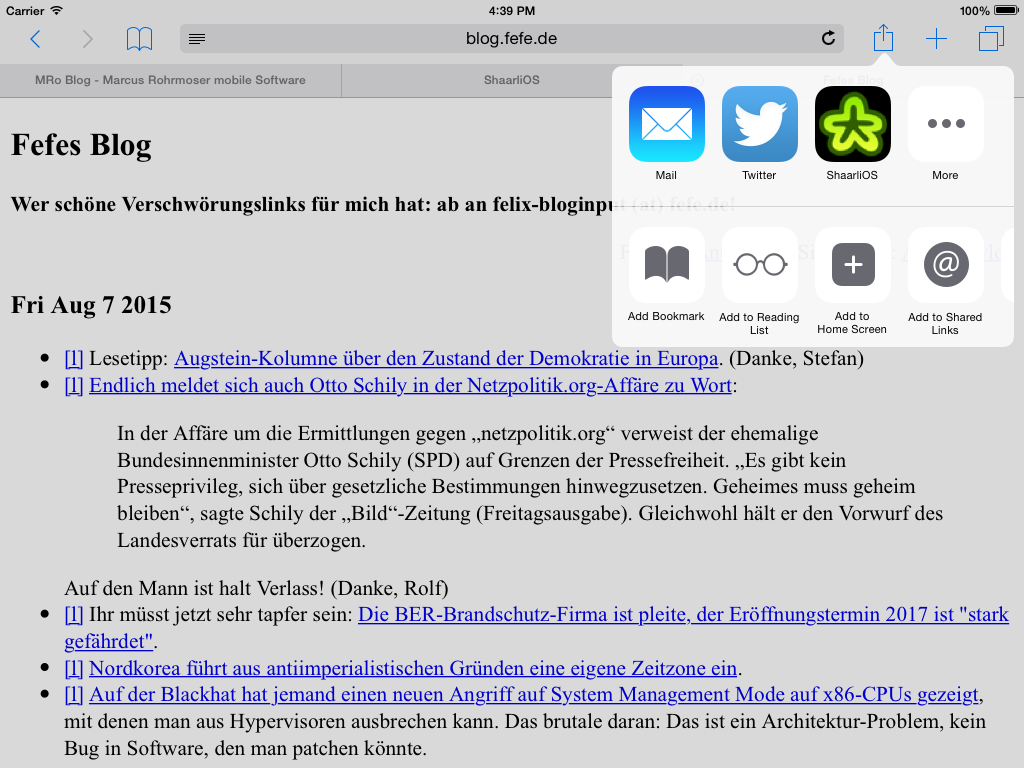 Carrier 4:39 PM 100%
blog.fefe.de
MRo Blog - Marcus Rohrmoser mobile Software ShaarliOS Fefes Blog
Mail Twitter ShaarliOS More
Add Bookmark Add to Reading List Add to Home Screen Add to Shared Links
Fefes Blog
Wer schöne Verschwörungslinks für mich hat: ab an felix-bloginput (at) fefe.de!
Fri Aug 7 2015
[l] Lesetipp: Augstein-Kolumne über den Zustand der Demokratie in Europa. (Danke, Stefan)
[l] Endlich meldet sich auch Otto Schily in der Netzpolitik.org-Affäre zu Wort:
In der Affäre um die Ermittlungen gegen „netzpolitik.org“ verweist der ehemalige
Bundesinnenminister Otto Schily (SPD) auf Grenzen der Pressefreiheit. „Es gibt kein
Presseprivileg, sich über gesetzliche Bestimmungen hinwegzusetzen. Geheimes muss geheim
bleiben“, sagte Schily der „Bild“-Zeitung (Freitagsausgabe). Gleichwohl hält er den Vorwurf des
Landesverrats für überzogen.
Auf den Mann ist halt Verlass! (Danke, Rolf)
[l] Ihr müsst jetzt sehr tapfer sein: Die BER-Brandschutz-Firma ist pleite, der Eröffnungstermin 2017 ist "stark
gefährdet".
[l] Nordkorea führt aus antiimperialistischen Gründen eine eigene Zeitzone ein.
[l] Auf der Blackhat hat jemand einen neuen Angriff auf System Management Mode auf x86-CPUs gezeigt,
mit denen man aus Hypervisoren ausbrechen kann. Das brutale daran: Das ist ein Architektur-Problem, kein
Bug in Software, den man patchen könnte.